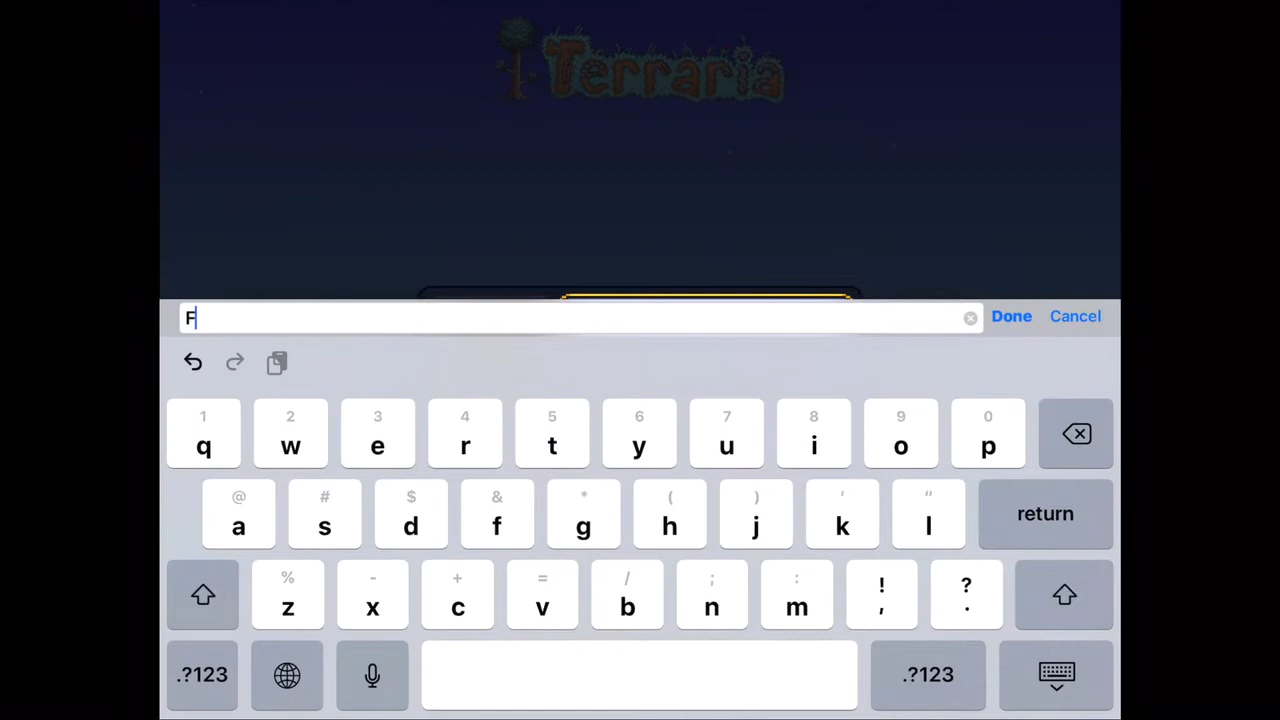 Terraria
F
Done
Cancel
1 2 3 4 5 6 7 8 9 0
q w e r t y u i o p
@ # $ & * ( ) ' "
a s d f g h j k l
return
% - + = / ; : ! ?
z x c v b n m , .
.?123
.?123